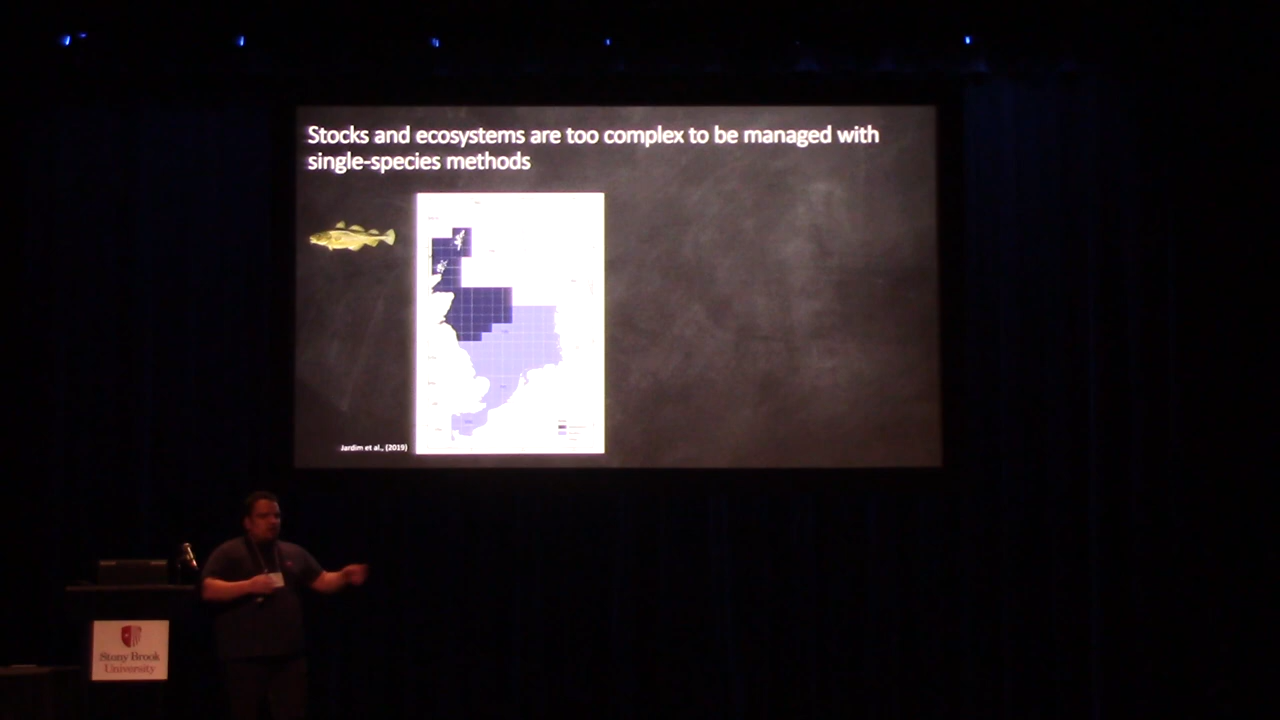 Stocks and ecosystems are too complex to be managed with
single-species methods
Jardim et al., (2019)
Stony Brook
University